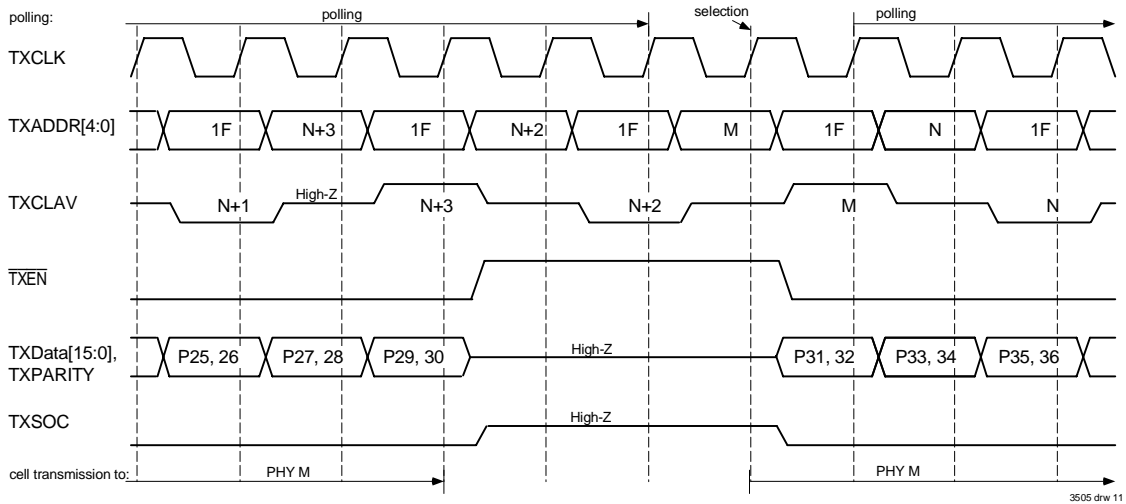 polling: polling selection polling
TXCLK
TXADDR[4:0] 1F N+3 1F N+2 1F M 1F N 1F
TXCLAV N+1 High-Z N+3 N+2 M N
TXEN
TXData[15:0], TXPARITY P25, 26 P27, 28 P29, 30 High-Z P31, 32 P33, 34 P35, 36
TXSOC High-Z
cell transmission to: PHY M PHY M
3505 drw 11